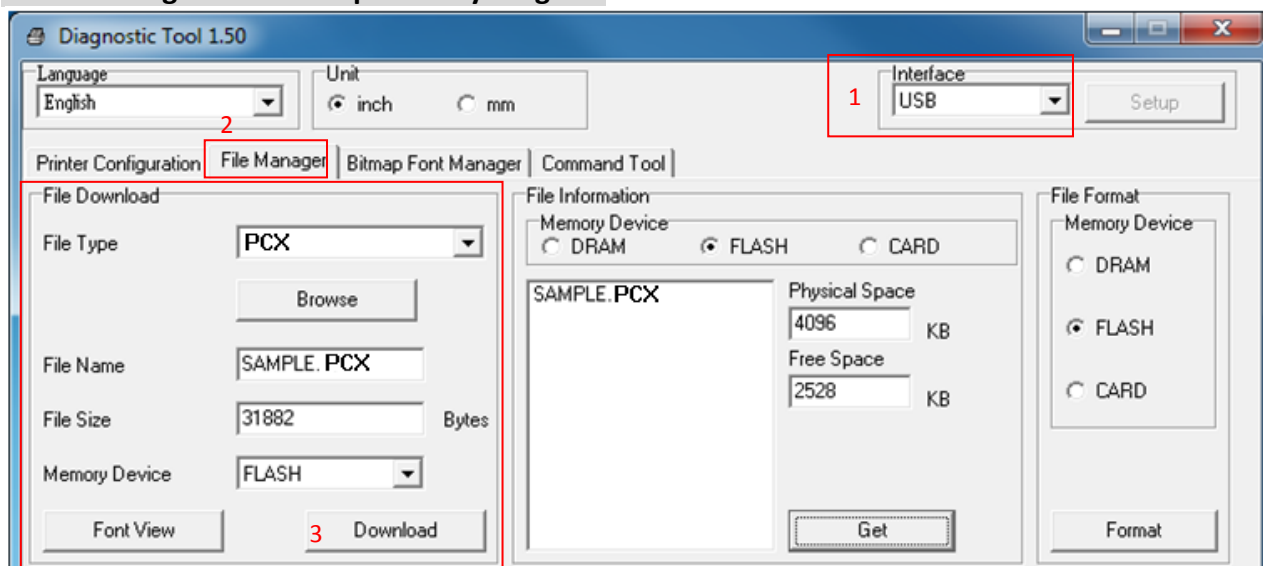 Diagnostic Tool 1.50
Language
English
Unit
inch
mm
1
Interface
USB
Setup
2
Printer Configuration
File Manager
Bitmap Font Manager
Command Tool
File Download
File Type
PCX
Browse
File Name
SAMPLE.PCX
File Size
31882
Bytes
Memory Device
FLASH
Font View
3
Download
File Information
Memory Device
DRAM
FLASH
CARD
SAMPLE.PCX
Physical Space
4096
KB
Free Space
2528
KB
Get
File Format
Memory Device
DRAM
FLASH
CARD
Format